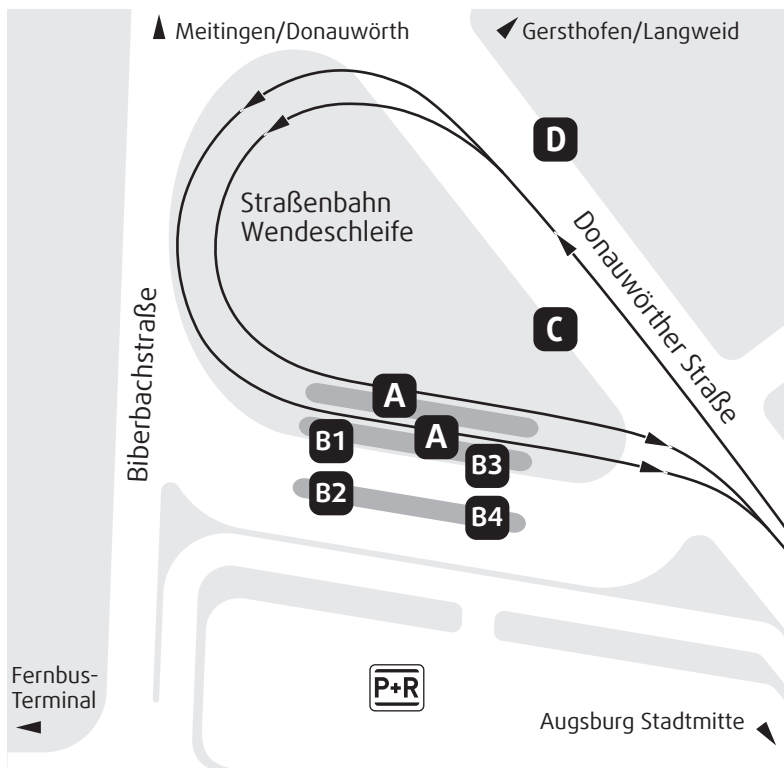 Meitingen/Donauwörth
Gersthofen/Langweid
D
Straßenbahn
Wendeschleife
Donauwörther Straße
C
Biberbachstraße
A
A
B1
B3
B2
B4
Fernbus-
Terminal
P+R
Augsburg Stadtmitte